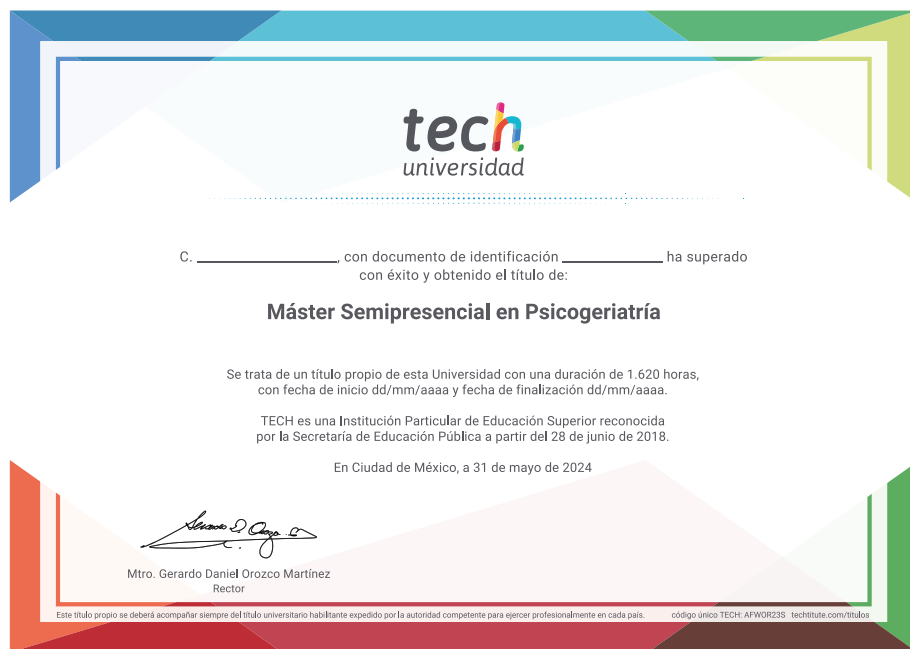 tech
universidad
C. ____________________, con documento de identificación ______________ ha superado
con éxito y obtenido el título de:
Máster Semipresencial en Psicogeriatría
Se trata de un título propio de esta Universidad con una duración de 1.620 horas,
con fecha de inicio dd/mm/aaaa y fecha de finalización dd/mm/aaaa.
TECH es una Institución Particular de Educación Superior reconocida
por la Secretaría de Educación Pública a partir del 28 de junio de 2018.
En Ciudad de México, a 31 de mayo de 2024
Mtro. Gerardo Daniel Orozco Martínez
Rector
Este título propio se deberá acompañar siempre del título universitario habilitante expedido por la autoridad competente para ejercer profesionalmente en cada país. código único TECH: AFWOR23S techtitute.com/titulos